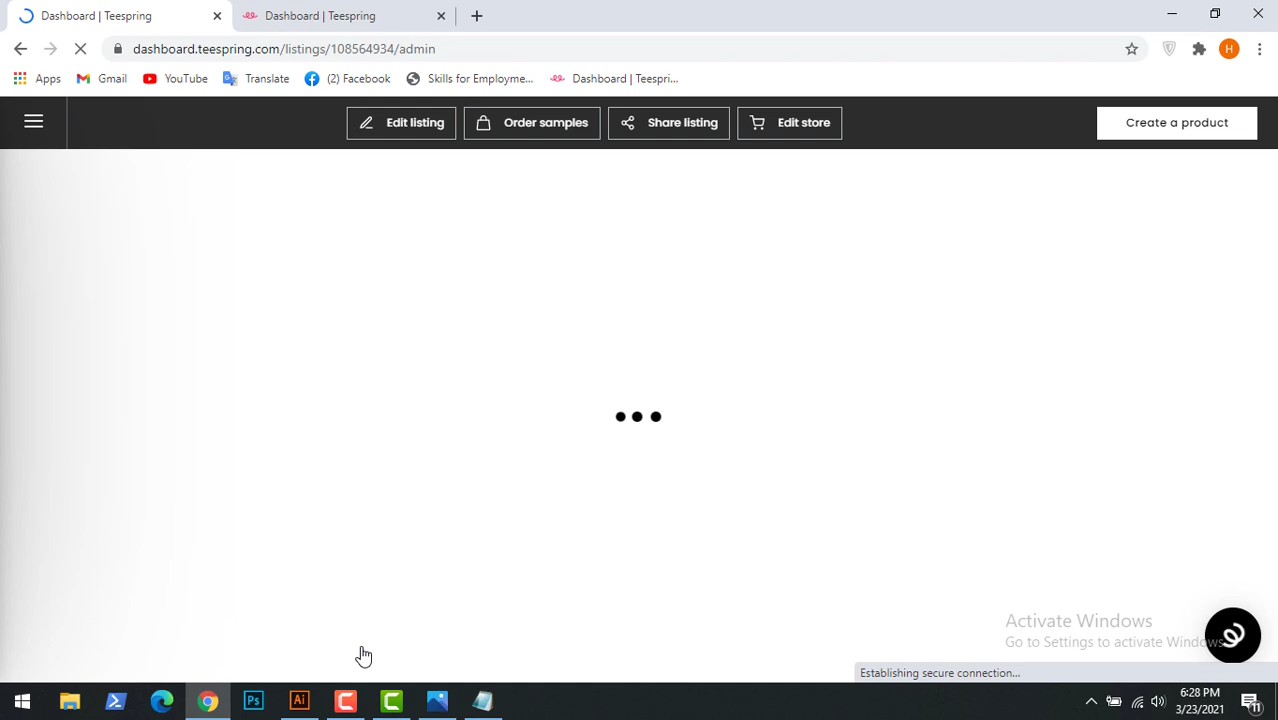 Dashboard | Teespring
Dashboard | Teespring
dashboard.teespring.com/listings/108564934/admin
H
Apps
Gmail
YouTube
Translate
(2) Facebook
Skills for Employme...
Dashboard | Teespri...
Edit listing
Order samples
Share listing
Edit store
Create a product
Activate Windows
Go to Settings to activate Windows.
Establishing secure connection...
Ps
Ai
6:28 PM
3/23/2021
11